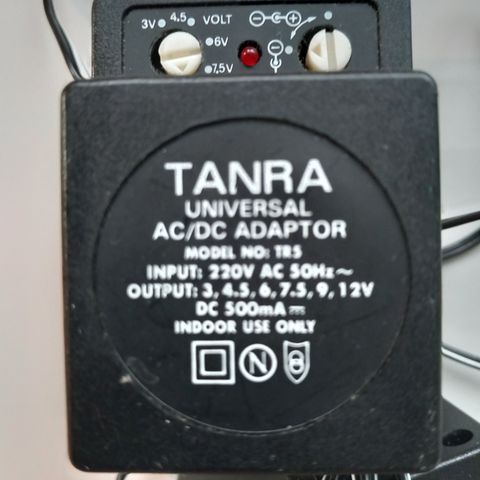 3V 4.5 VOLT
6V
7.5V
TANRA
UNIVERSAL
AC/DC ADAPTOR
MODEL NO: TR5
INPUT: 220V AC 50Hz ~
OUTPUT: 3, 4.5, 6, 7.5, 9, 12V
DC 500mA ⎓
INDOOR USE ONLY
N